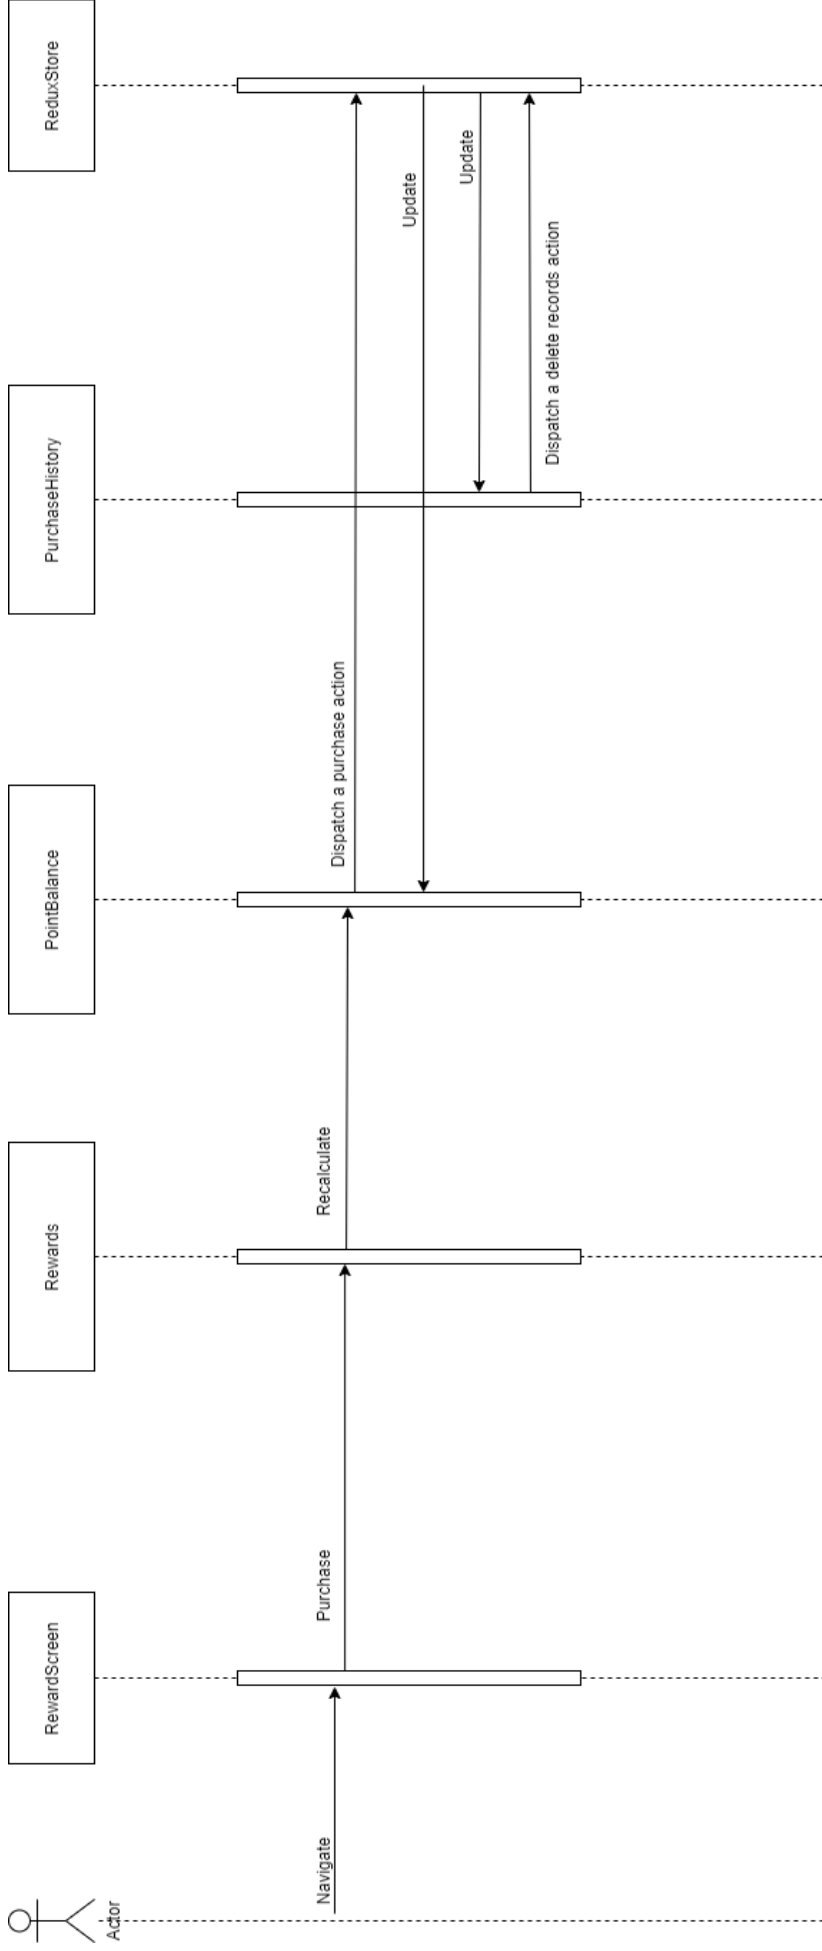 Actor
RewardScreen
Rewards
PointBalance
PurchaseHistory
ReduxStore
Navigate
Purchase
Recalculate
Dispatch a purchase action
Update
Update
Dispatch a delete records action